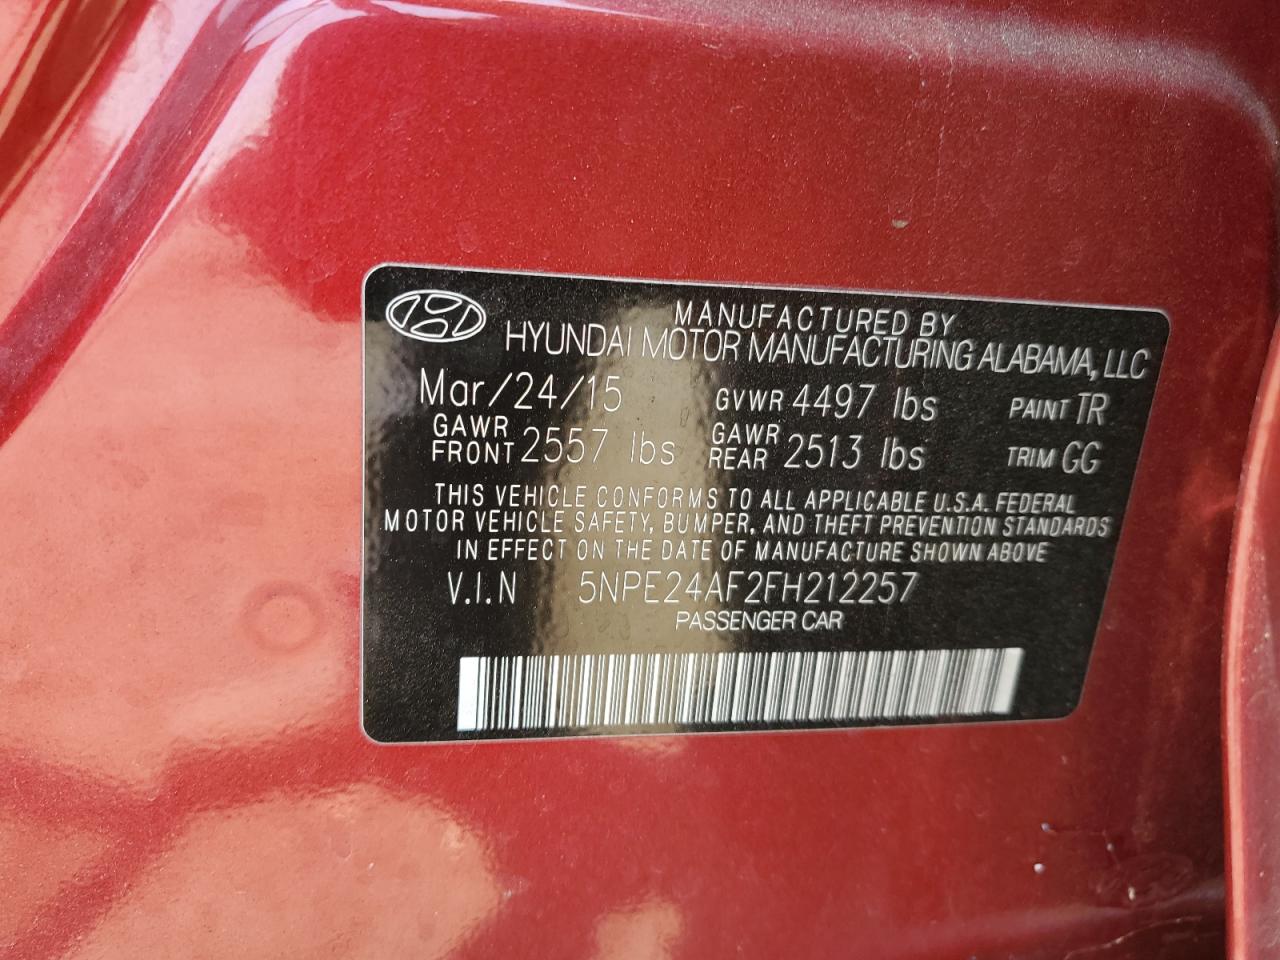 MANUFACTURED BY
HYUNDAI MOTOR MANUFACTURING ALABAMA, LLC
Mar/24/15 GVWR 4497 lbs PAINT TR
GAWR FRONT 2557 lbs GAWR REAR 2513 lbs TRIM GG
THIS VEHICLE CONFORMS TO ALL APPLICABLE U.S.A. FEDERAL
MOTOR VEHICLE SAFETY, BUMPER, AND THEFT PREVENTION STANDARDS
IN EFFECT ON THE DATE OF MANUFACTURE SHOWN ABOVE
V.I.N 5NPE24AF2FH212257
PASSENGER CAR